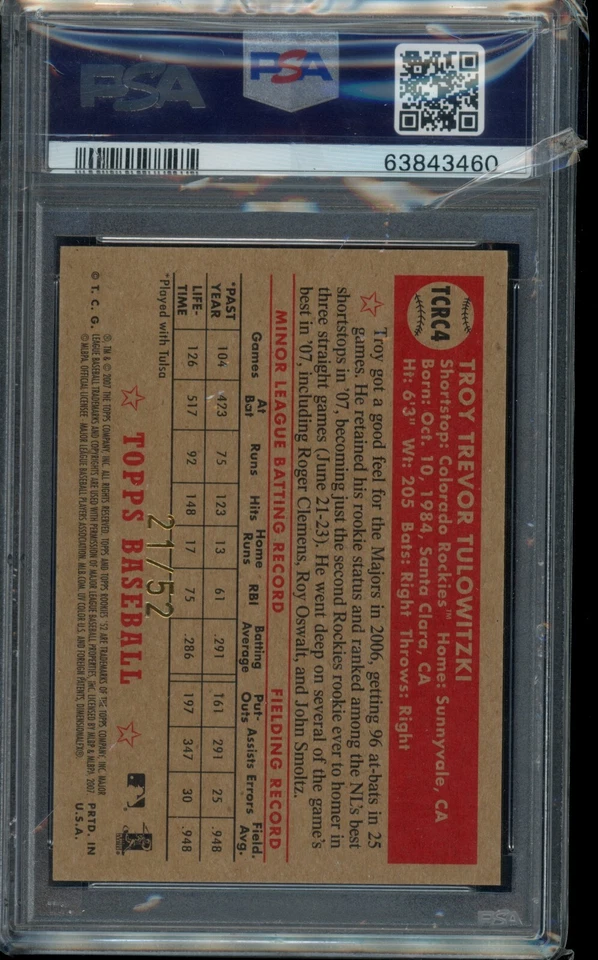 PSA
PSA
63843460
TCRC4
TROY TREVOR TULOWITZKI
Shortstop: Colorado Rockies™ Home: Sunnyvale, CA
Born: Oct. 10, 1984, Santa Clara, CA
Ht: 6'3" Wt: 205 Bats: Right Throws: Right
Troy got a good feel for the Majors in 2006, getting 96 at-bats in 25
games. He retained his rookie status and ranked among the NL's best
shortstops in '07, becoming just the second Rockies rookie ever to homer in
three straight games (June 21-23). He went deep on several of the game's
best in '07, including Roger Clemens, Roy Oswalt, and John Smoltz.
MINOR LEAGUE BATTING RECORD FIELDING RECORD
Games At Bat Runs Hits Home Runs RBI Batting Average Put-Outs Assists Errors Field. Avg.
*PAST YEAR 104 423 75 123 13 61 .291 161 291 25 .948
LIFE-TIME 126 517 92 148 17 75 .286 197 347 30 .948
*Played with Tulsa
21/52
TOPPS BASEBALL
© T. C. G.
PRTD. IN
U.S.A.
PSA